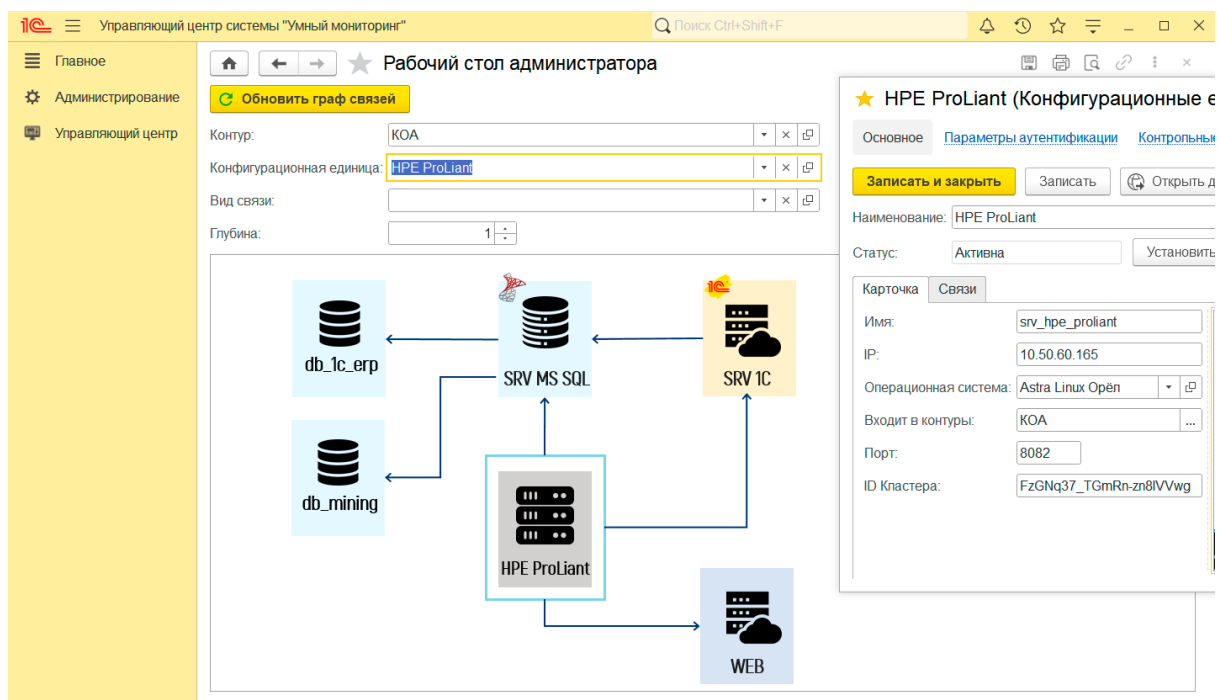 1С Управляющий центр системы "Умный мониторинг" Поиск Ctrl+Shift+F
Главное
Администрирование
Управляющий центр
Рабочий стол администратора
Обновить граф связей
Контур: КОА
Конфигурационная единица: HPE ProLiant
Вид связи:
Глубина: 1
db_1c_erp
SRV MS SQL
1С
SRV 1C
db_mining
HPE ProLiant
WEB
HPE ProLiant (Конфигурационные е
Основное Параметры аутентификации Контрольные
Записать и закрыть Записать Открыть д
Наименование: HPE ProLiant
Статус: Активна Установить
Карточка Связи
Имя: srv_hpe_proliant
IP: 10.50.60.165
Операционная система: Astra Linux Орёл
Входит в контуры: КОА ...
Порт: 8082
ID Кластера: FzGNq37_TGmRn-zn8IVVwg